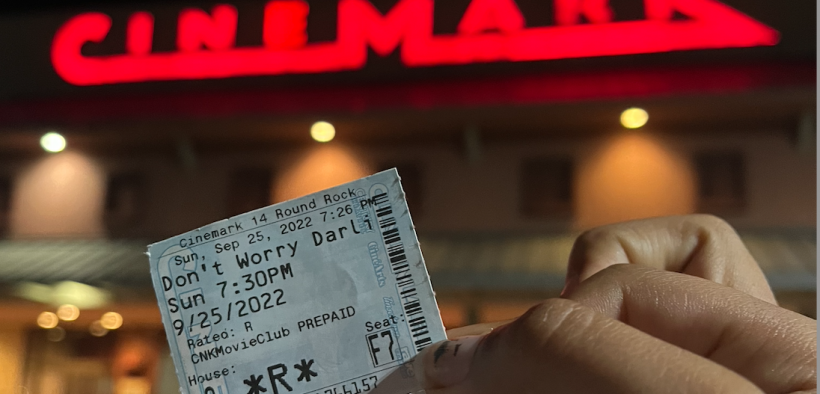 CINEMARK
Cinemark 14 Round Rock
Sun, Sep 25, 2022 7:26 PM
Don't Worry Darli
Sun 7:30PM
9/25/2022
Rated: R
CNKMovieClub PREPAID
Seat:
F7
House:
*R*